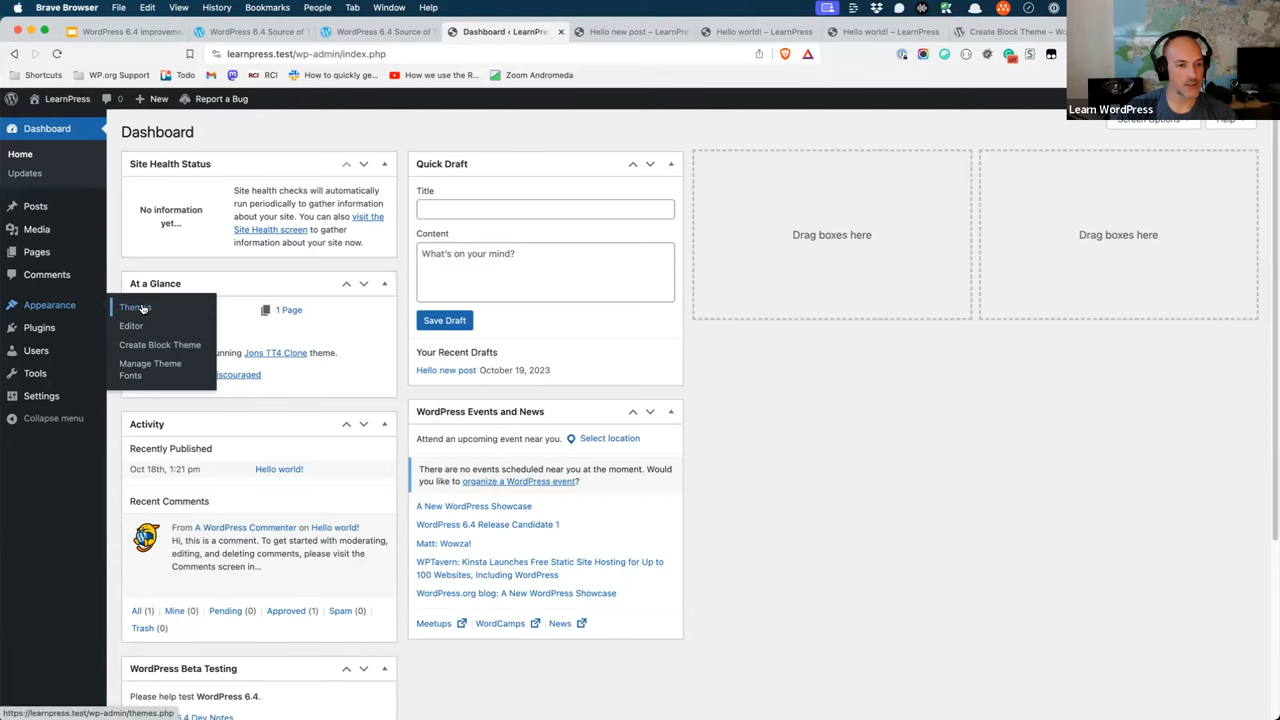 Brave Browser File Edit View History Bookmarks People Tab Window Help
WordPress 6.4 improveme
WordPress 6.4 Source of
WordPress 6.4 Source of T
Dashboard ‹ LearnPres
Hello new post – LearnPre
Hello world! – LearnPress
Hello world! – LearnPress
Create Block Theme – Wo
learnpress.test/wp-admin/index.php
Shortcuts WP.org Fonts Todo RCI How to quickly ge... How we use the R... Zoom Andromeda
LearnPress 0 + New Report a Bug
Learn WordPress
Screen Options Help
Dashboard
Home
Updates
Posts
Media
Pages
Comments
Appearance
Plugins
Users
Tools
Settings
Collapse menu
Themes
Editor
Create Block Theme
Manage Theme
Fonts
Dashboard
Site Health Status
No information
yet...
Site health checks will automatically
run periodically to gather information
about your site. You can also visit the
Site Health screen to gather
information about your site now.
At a Glance
1 Page
Jons TT4 Clone theme.
Activity
Recently Published
Oct 18th, 1:21 pm Hello world!
Recent Comments
From A WordPress Commenter on Hello world!
Hi, this is a comment. To get started with moderating,
editing, and deleting comments, please visit the
Comments screen in...
All (1) | Mine (0) | Pending (0) | Approved (1) | Spam (0) |
Trash (0)
WordPress Beta Testing
Please help test WordPress 6.4.
6.4 Dev Notes
Quick Draft
Title
Content
What's on your mind?
Save Draft
Your Recent Drafts
Hello new post October 19, 2023
WordPress Events and News
Attend an upcoming event near you. Select location
There are no events scheduled near you at the moment. Would
you like to organize a WordPress event?
A New WordPress Showcase
WordPress 6.4 Release Candidate 1
Matt: Wowza!
WPTavern: Kinsta Launches Free Static Site Hosting for Up to
100 Websites, Including WordPress
WordPress.org blog: A New WordPress Showcase
Meetups | WordCamps | News
Drag boxes here
Drag boxes here
https://learnpress.test/wp-admin/themes.php